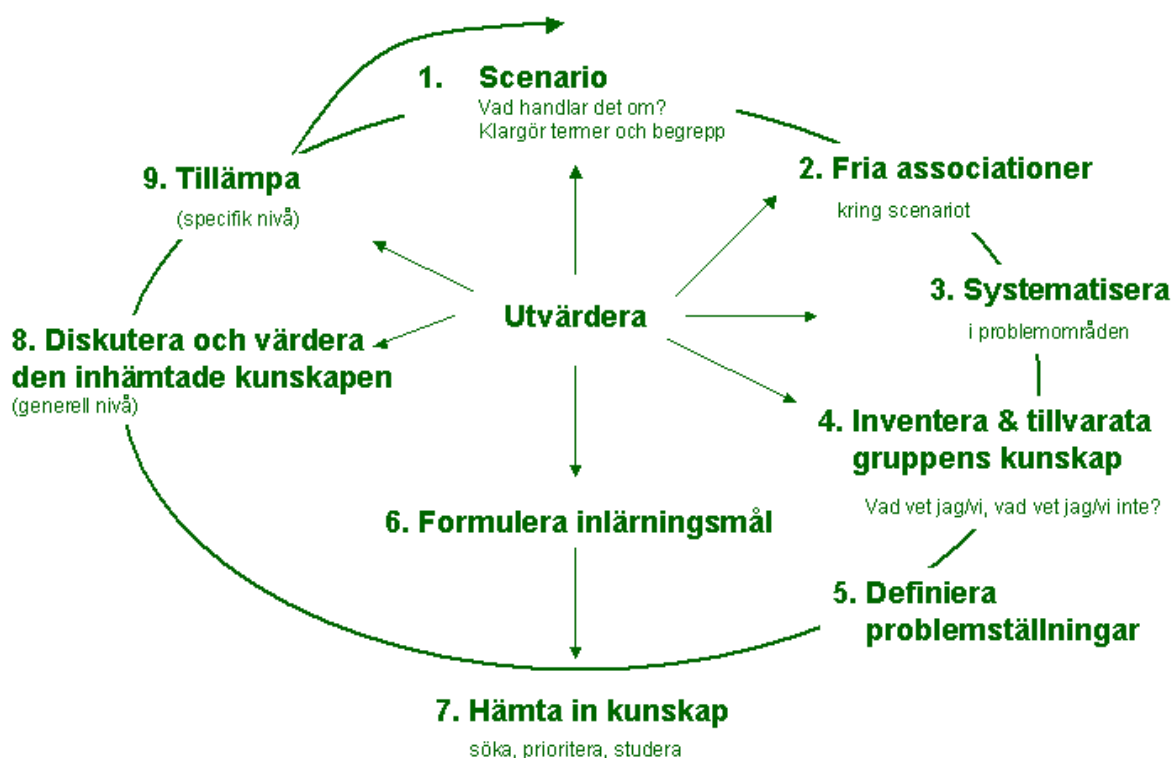 1. Scenario
Vad handlar det om?
Klargör termer och begrepp
2. Fria associationer
kring scenariot
3. Systematisera
i problemområden
4. Inventera & tillvarata
gruppens kunskap
Vad vet jag/vi, vad vet jag/vi inte?
5. Definiera
problemställningar
6. Formulera inlärningsmål
7. Hämta in kunskap
söka, prioritera, studera
8. Diskutera och värdera
den inhämtade kunskapen
(generell nivå)
9. Tillämpa
(specifik nivå)
Utvärdera